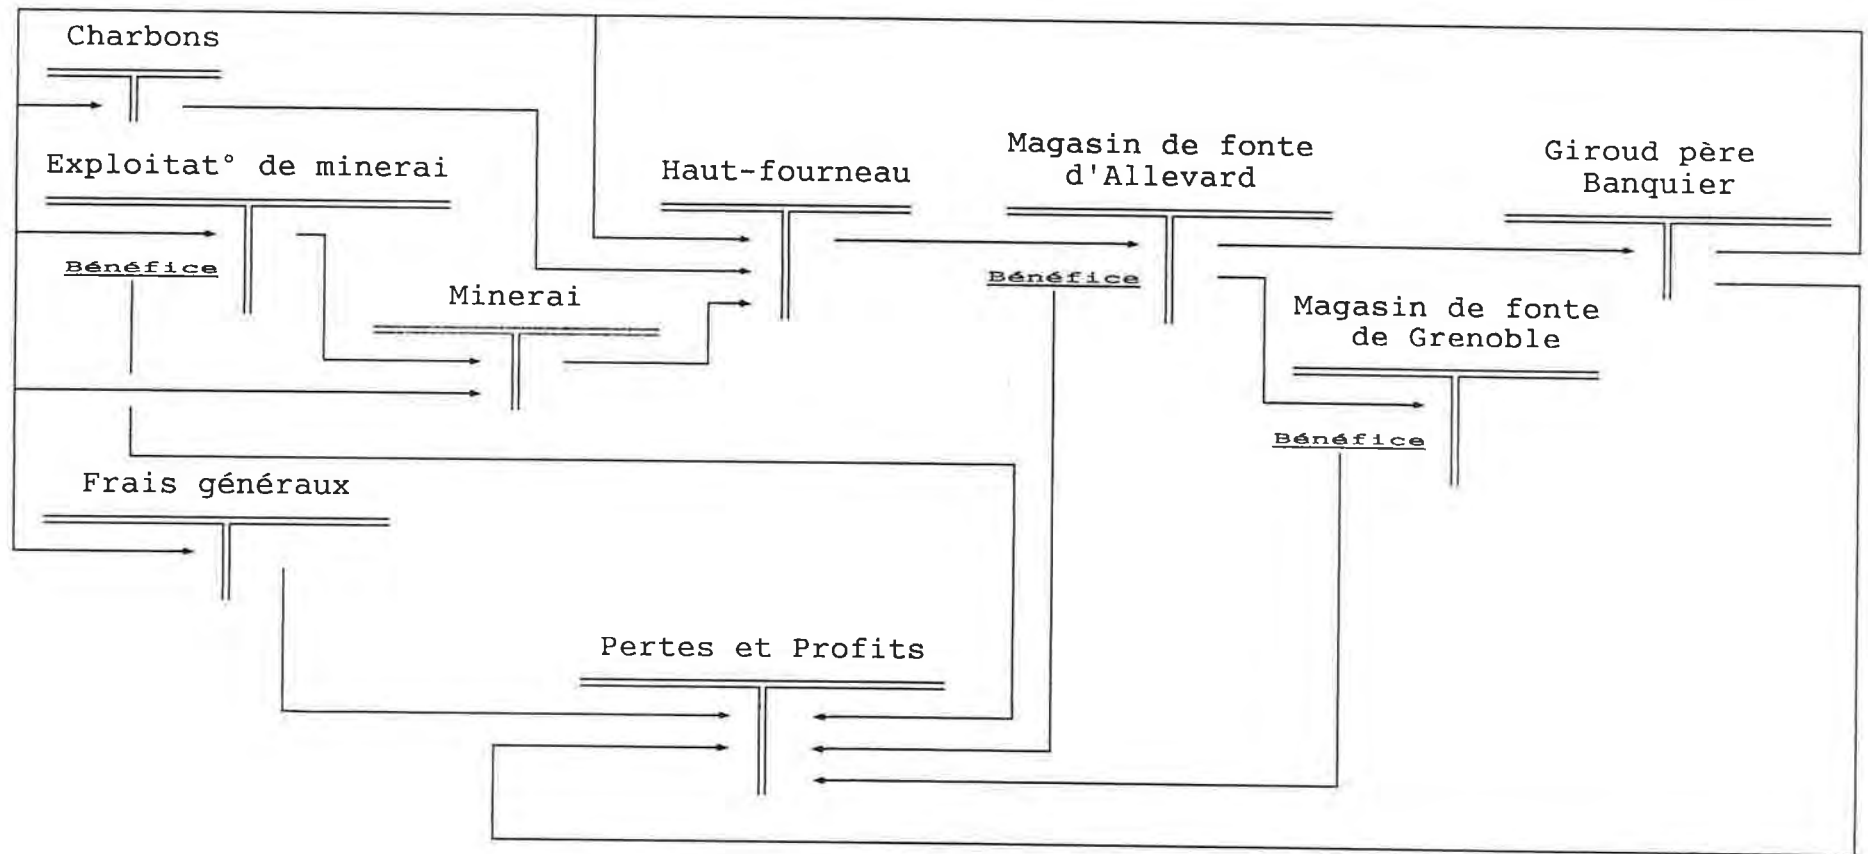 Charbons
Exploitat° de minerai
Bénéfice
Minerai
Haut-fourneau
Magasin de fonte
d'Allevard
Bénéfice
Giroud père
Banquier
Magasin de fonte
de Grenoble
Bénéfice
Frais généraux
Pertes et Profits